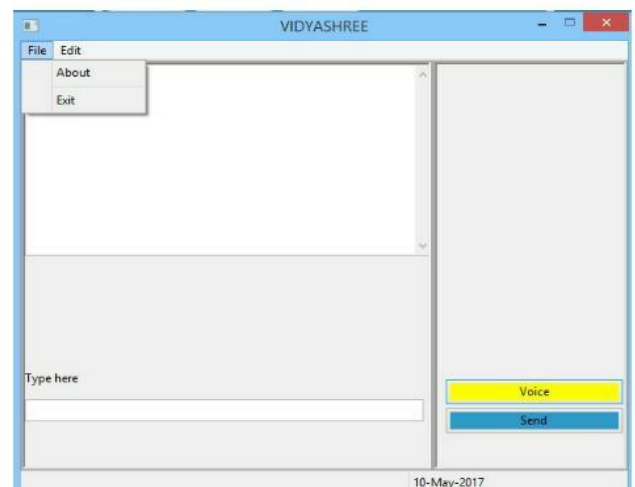 VIDYASHREE
File Edit
About
Exit
Type here
Voice
Send
10-May-2017